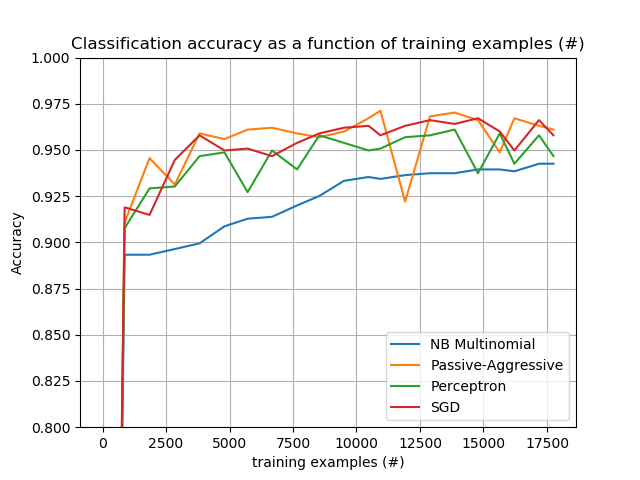 Classification accuracy as a function of training examples (#)
1.000
0.975
0.950
0.925
0.900
0.875
0.850
0.825
0.800
Accuracy
NB Multinomial
Passive-Aggressive
Perceptron
SGD
0 2500 5000 7500 10000 12500 15000 17500
training examples (#)